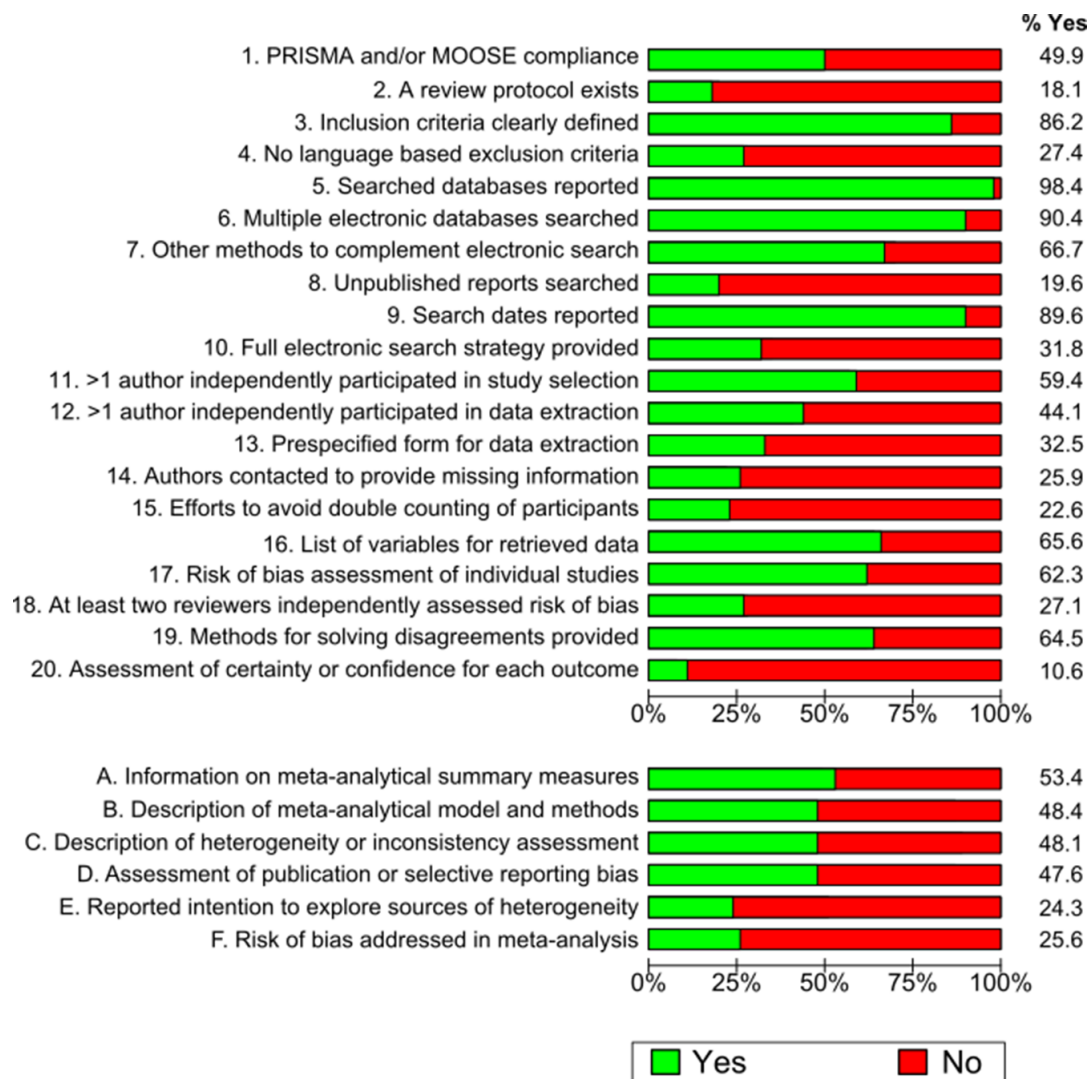 % Yes
1. PRISMA and/or MOOSE compliance 49.9
2. A review protocol exists 18.1
3. Inclusion criteria clearly defined 86.2
4. No language based exclusion criteria 27.4
5. Searched databases reported 98.4
6. Multiple electronic databases searched 90.4
7. Other methods to complement electronic search 66.7
8. Unpublished reports searched 19.6
9. Search dates reported 89.6
10. Full electronic search strategy provided 31.8
11. >1 author independently participated in study selection 59.4
12. >1 author independently participated in data extraction 44.1
13. Prespecified form for data extraction 32.5
14. Authors contacted to provide missing information 25.9
15. Efforts to avoid double counting of participants 22.6
16. List of variables for retrieved data 65.6
17. Risk of bias assessment of individual studies 62.3
18. At least two reviewers independently assessed risk of bias 27.1
19. Methods for solving disagreements provided 64.5
20. Assessment of certainty or confidence for each outcome 10.6
0% 25% 50% 75% 100%
A. Information on meta-analytical summary measures 53.4
B. Description of meta-analytical model and methods 48.4
C. Description of heterogeneity or inconsistency assessment 48.1
D. Assessment of publication or selective reporting bias 47.6
E. Reported intention to explore sources of heterogeneity 24.3
F. Risk of bias addressed in meta-analysis 25.6
0% 25% 50% 75% 100%
Yes No